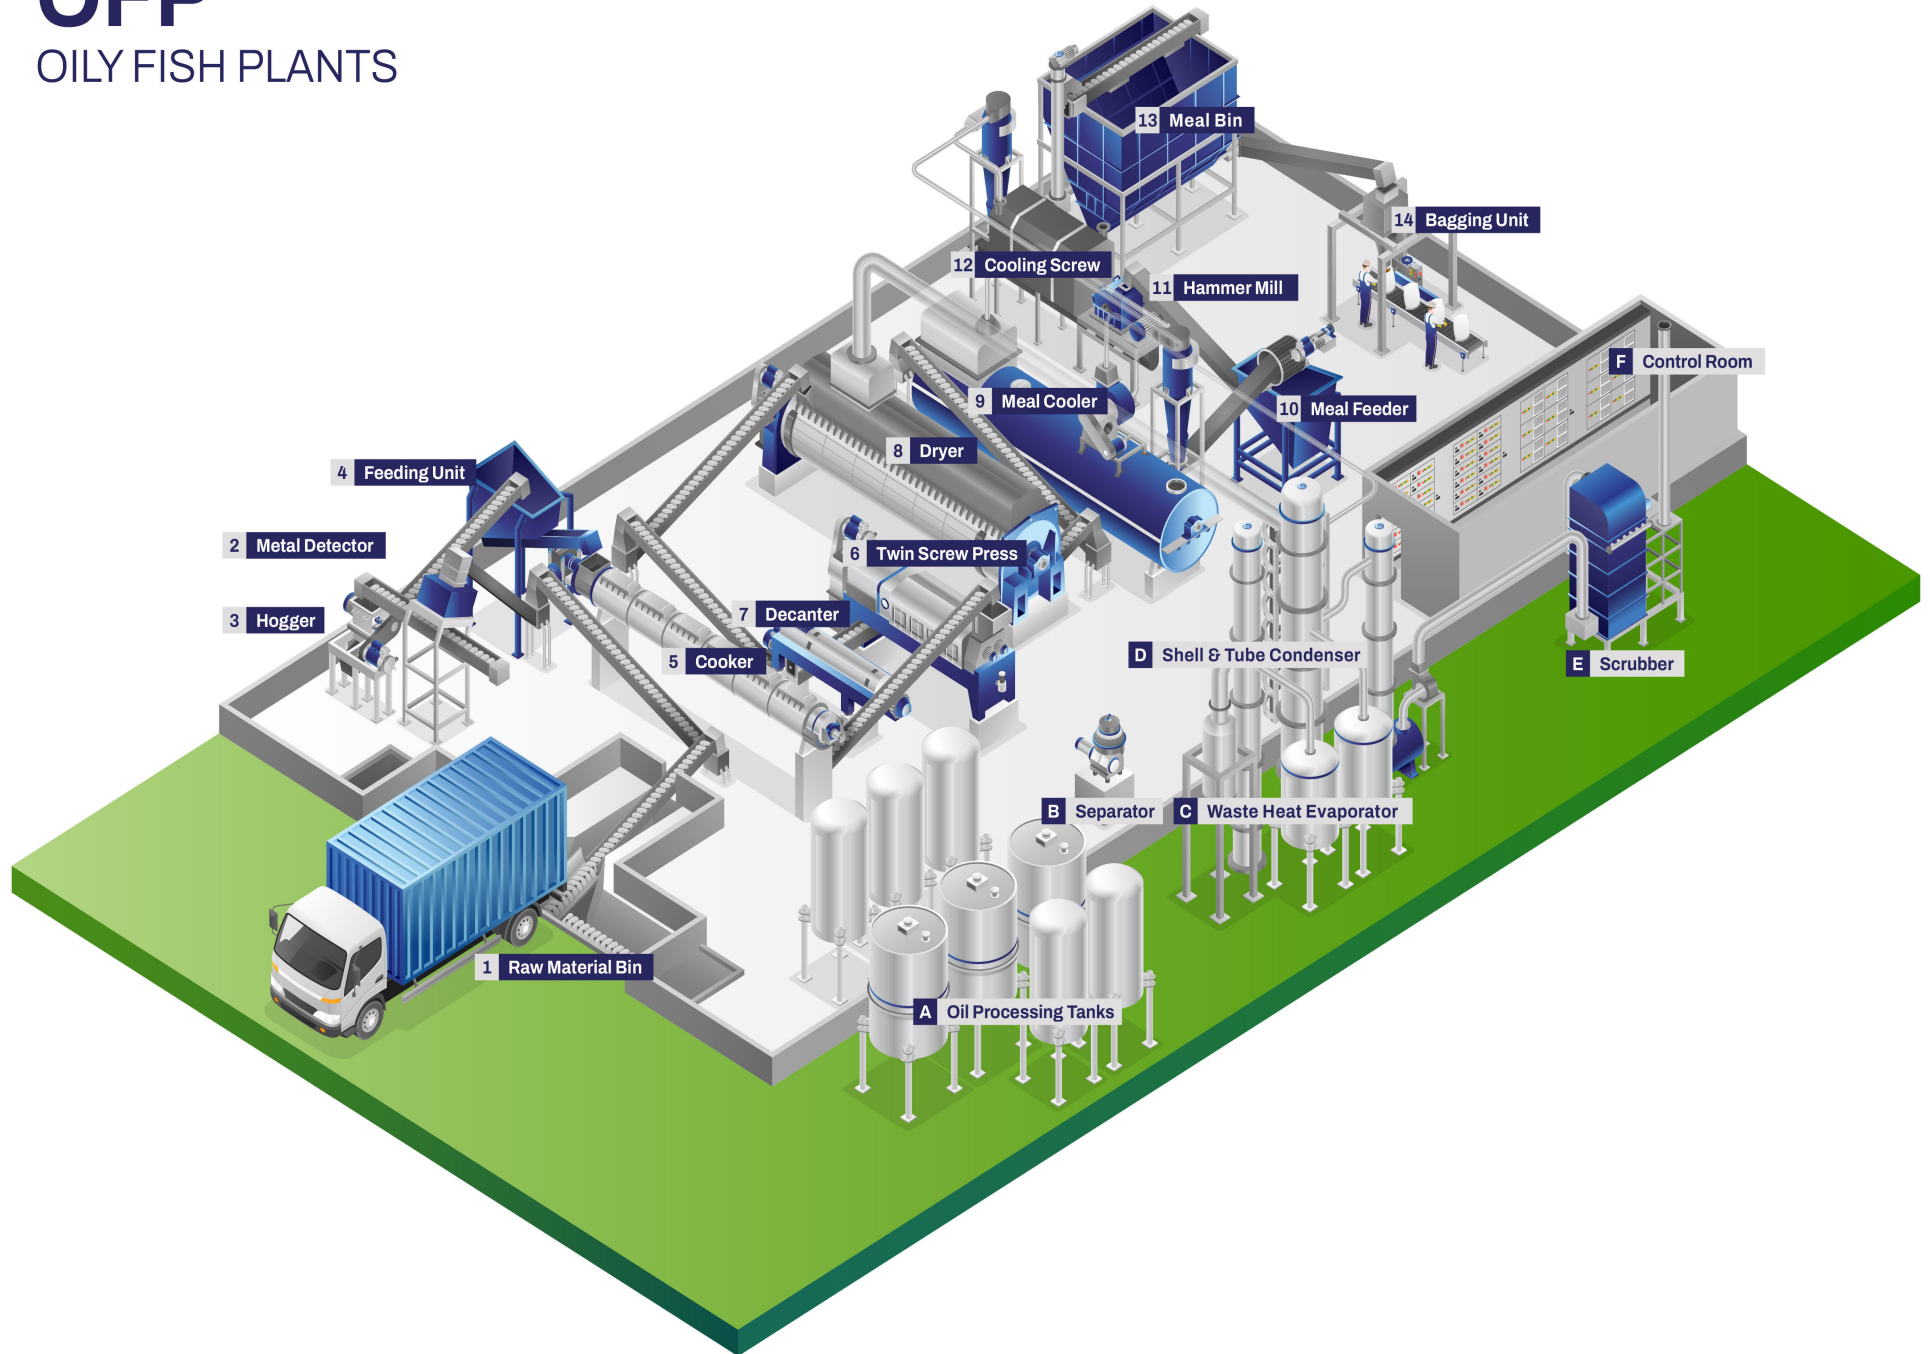 OFP
OILY FISH PLANTS
13 Meal Bin
14 Bagging Unit
12 Cooling Screw
11 Hammer Mill
F Control Room
9 Meal Cooler
10 Meal Feeder
8 Dryer
4 Feeding Unit
2 Metal Detector
6 Twin Screw Press
3 Hogger
7 Decanter
5 Cooker
D Shell & Tube Condenser
E Scrubber
B Separator
C Waste Heat Evaporator
1 Raw Material Bin
A Oil Processing Tanks